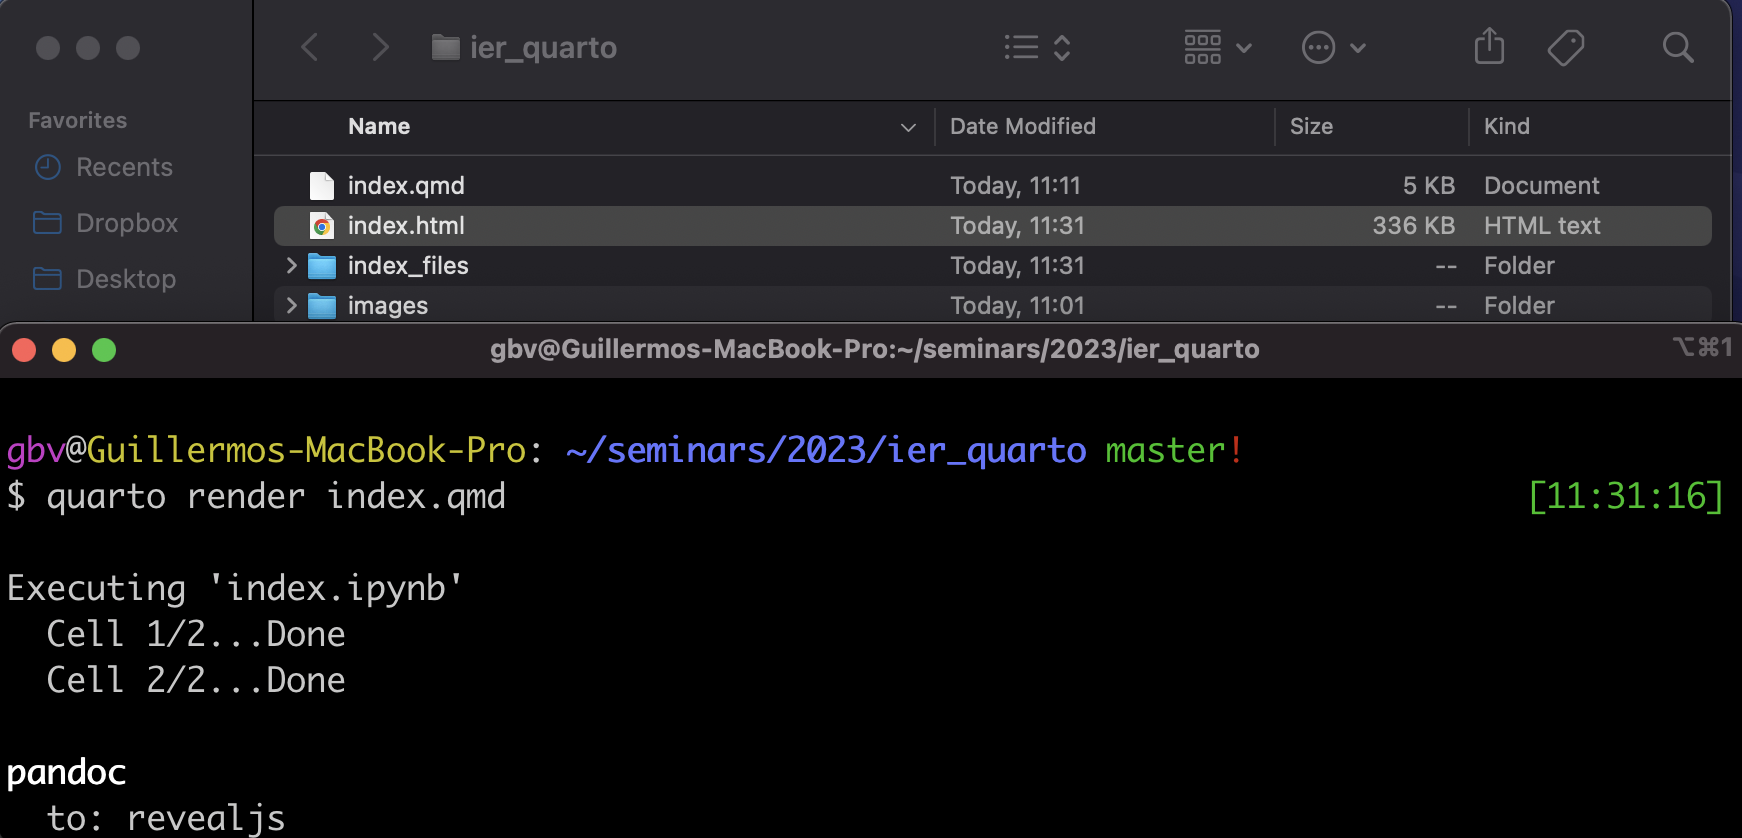 ier_quarto
Favorites
Recents
Dropbox
Desktop
Name Date Modified Size Kind
index.qmd Today, 11:11 5 KB Document
index.html Today, 11:31 336 KB HTML text
index_files Today, 11:31 -- Folder
images Today, 11:01 -- Folder
gbv@Guillermos-MacBook-Pro:~/seminars/2023/ier_quarto ⌥⌘1
gbv@Guillermos-MacBook-Pro: ~/seminars/2023/ier_quarto master!
$ quarto render index.qmd [11:31:16]
Executing 'index.ipynb'
Cell 1/2...Done
Cell 2/2...Done
pandoc
to: revealjs